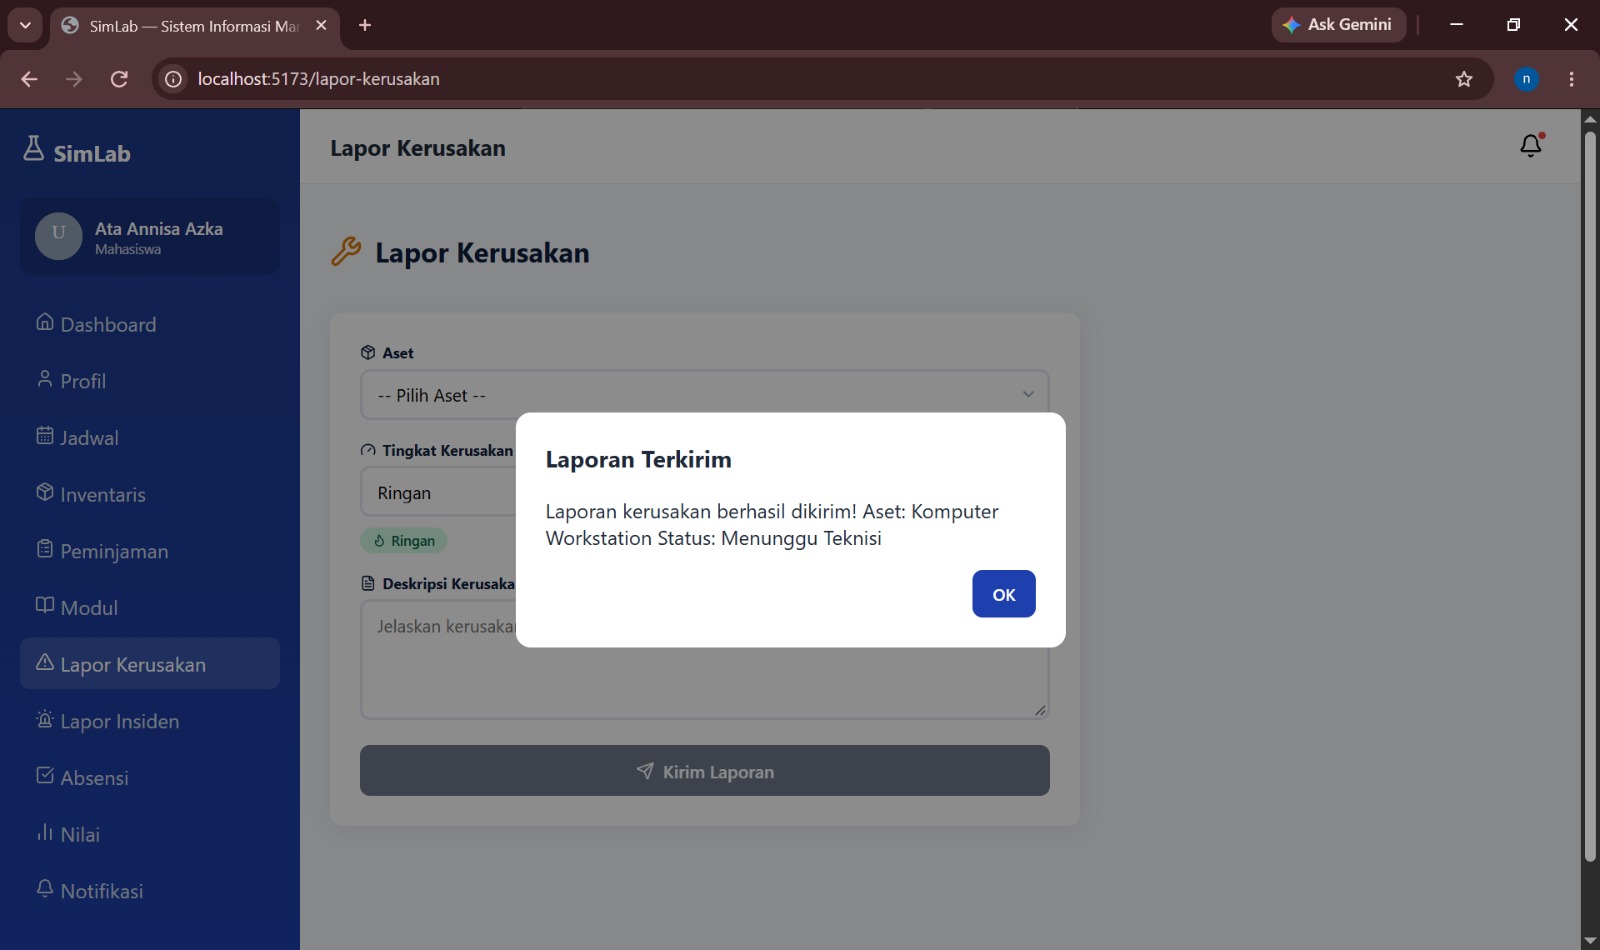 SimLab — Sistem Informasi Mar
Ask Gemini
localhost:5173/lapor-kerusakan
n
SimLab
U
Ata Annisa Azka
Mahasiswa
Dashboard
Profil
Jadwal
Inventaris
Peminjaman
Modul
Lapor Kerusakan
Lapor Insiden
Absensi
Nilai
Notifikasi
Lapor Kerusakan
Lapor Kerusakan
Aset
-- Pilih Aset --
Tingkat Kerusakan
Ringan
Ringan
Deskripsi Kerusaka
Jelaskan kerusakan
Kirim Laporan
Laporan Terkirim
Laporan kerusakan berhasil dikirim! Aset: Komputer
Workstation Status: Menunggu Teknisi
OK